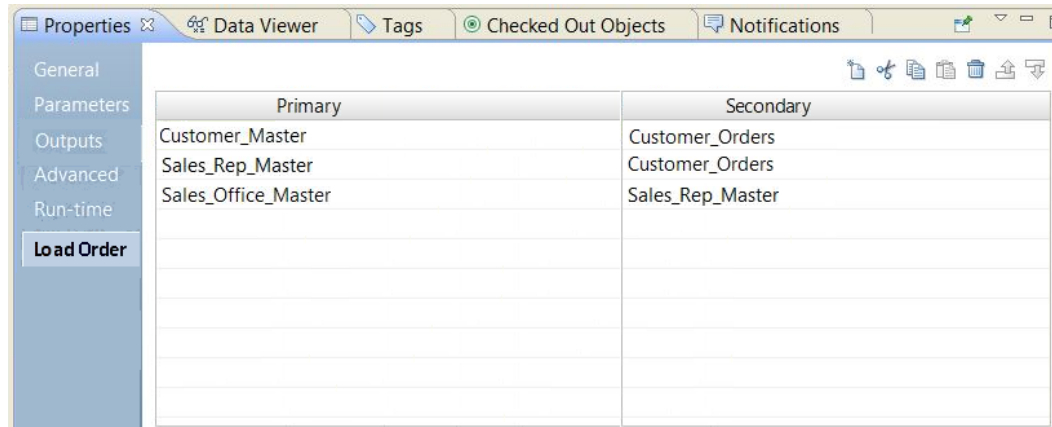 Properties Data Viewer Tags Checked Out Objects Notifications
General
Parameters
Outputs
Advanced
Run-time
Load Order
Primary Secondary
Customer_Master Customer_Orders
Sales_Rep_Master Customer_Orders
Sales_Office_Master Sales_Rep_Master